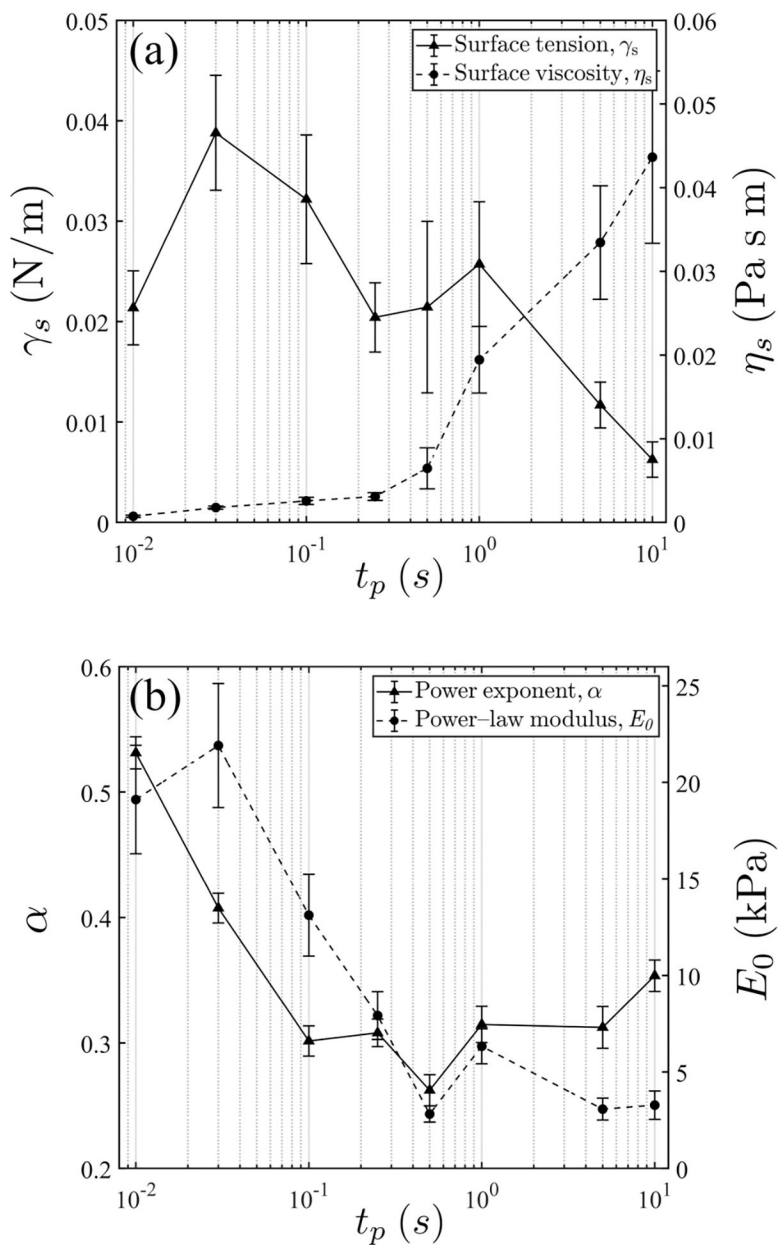 (a)
Surface tension, γₛ
Surface viscosity, ηₛ
0.05
0.04
0.03
0.02
0.01
0
γₛ (N/m)
0.06
0.05
0.04
0.03
0.02
0.01
0
ηₛ (Pa s m)
10⁻² 10⁻¹ 10⁰ 10¹
tₚ (s)
(b)
Power exponent, α
Power–law modulus, E₀
0.6
0.5
0.4
0.3
0.2
α
25
20
15
10
5
0
E₀ (kPa)
10⁻² 10⁻¹ 10⁰ 10¹
tₚ (s)